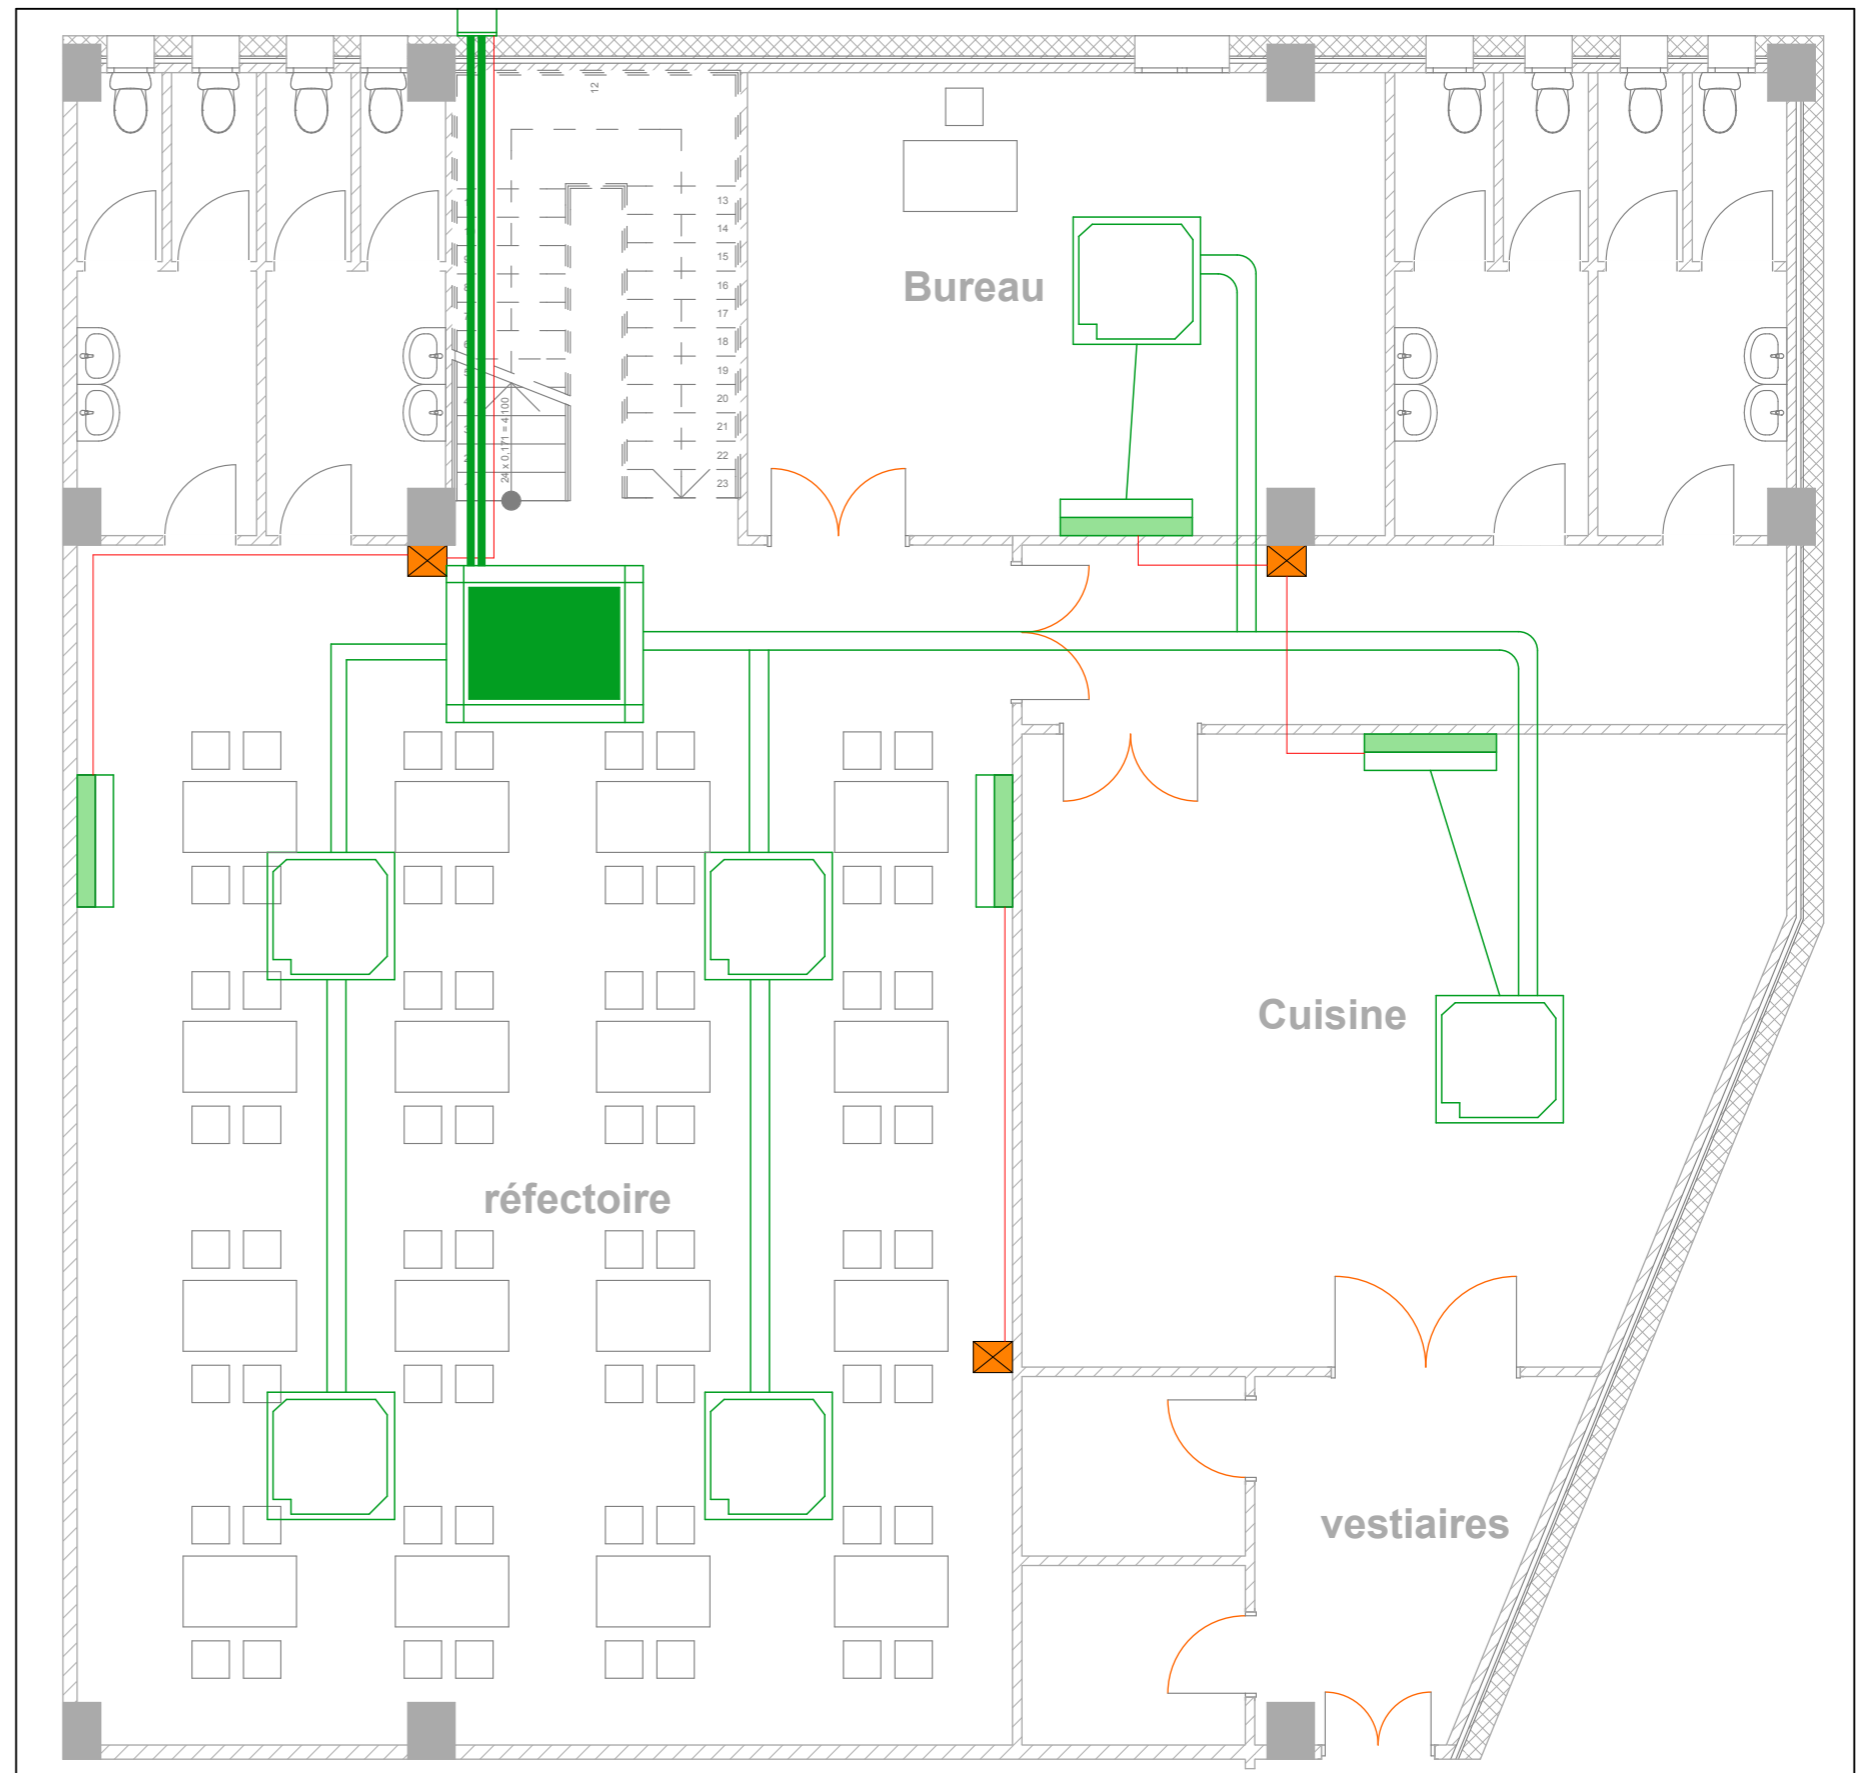 12
13
14
15
16
17
Bureau
18
19
20
21
22
23
24 x 0,171 = 4 100
Cuisine
réfectoire
vestiaires